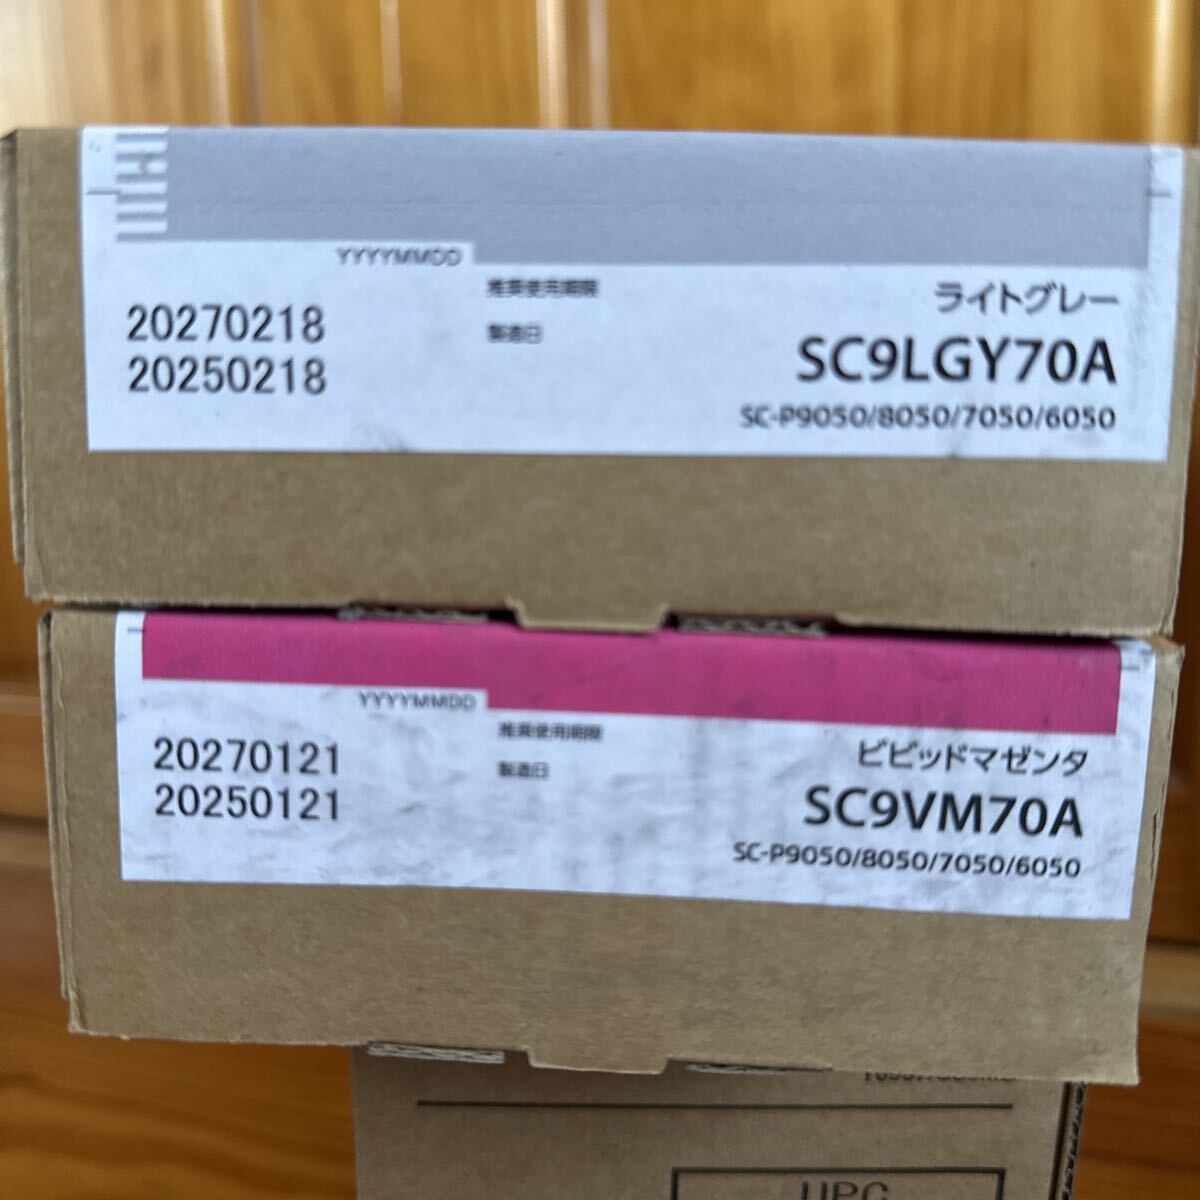 YYYYMMDD
20270218 推奨使用期限
20250218 製造日
ライトグレー
SC9LGY70A
SC-P9050/8050/7050/6050
YYYYMMDD
20270121 推奨使用期限
20250121 製造日
ビビッドマゼンタ
SC9VM70A
SC-P9050/8050/7050/6050
UPC